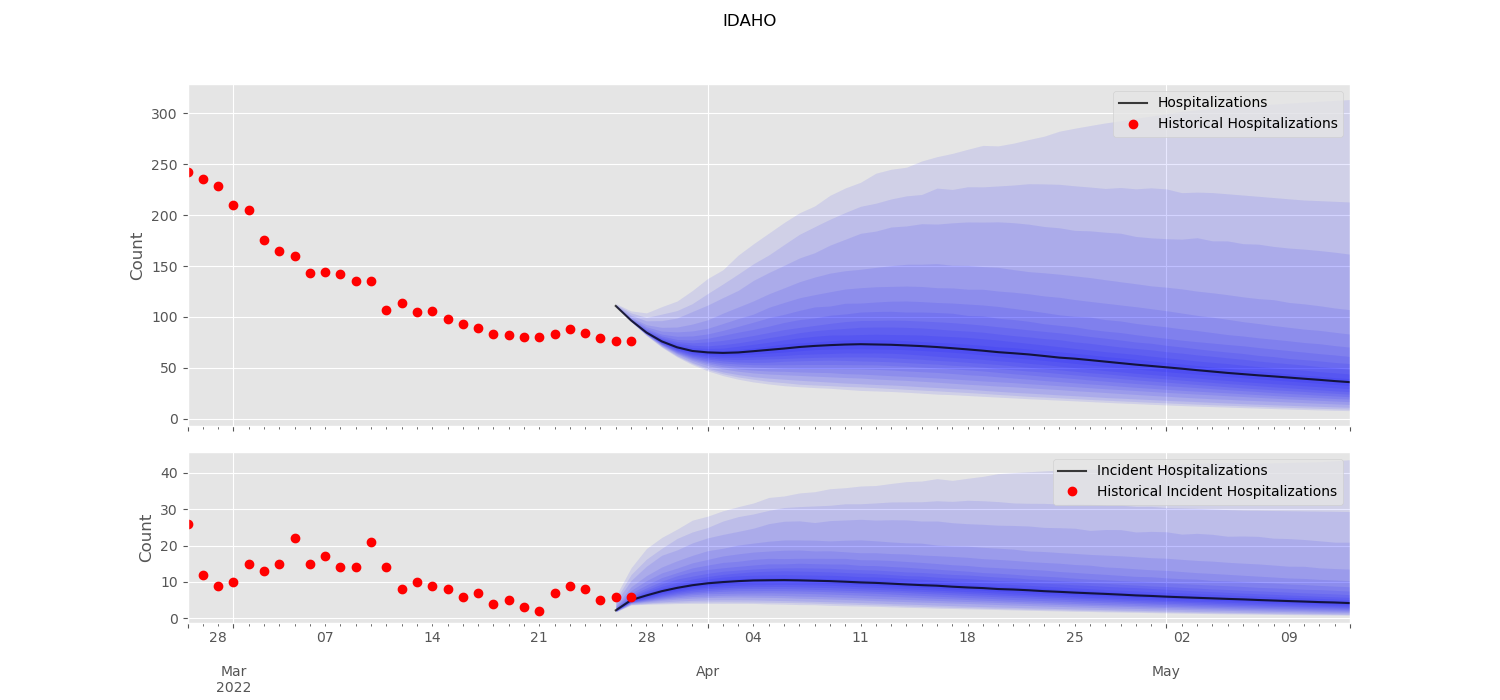 IDAHO
Hospitalizations
Historical Hospitalizations
300
250
200
150
100
50
0
Count
Incident Hospitalizations
Historical Incident Hospitalizations
40
30
20
10
0
Count
28 07 14 21 28 04 11 18 25 02 09
Mar Apr May
2022